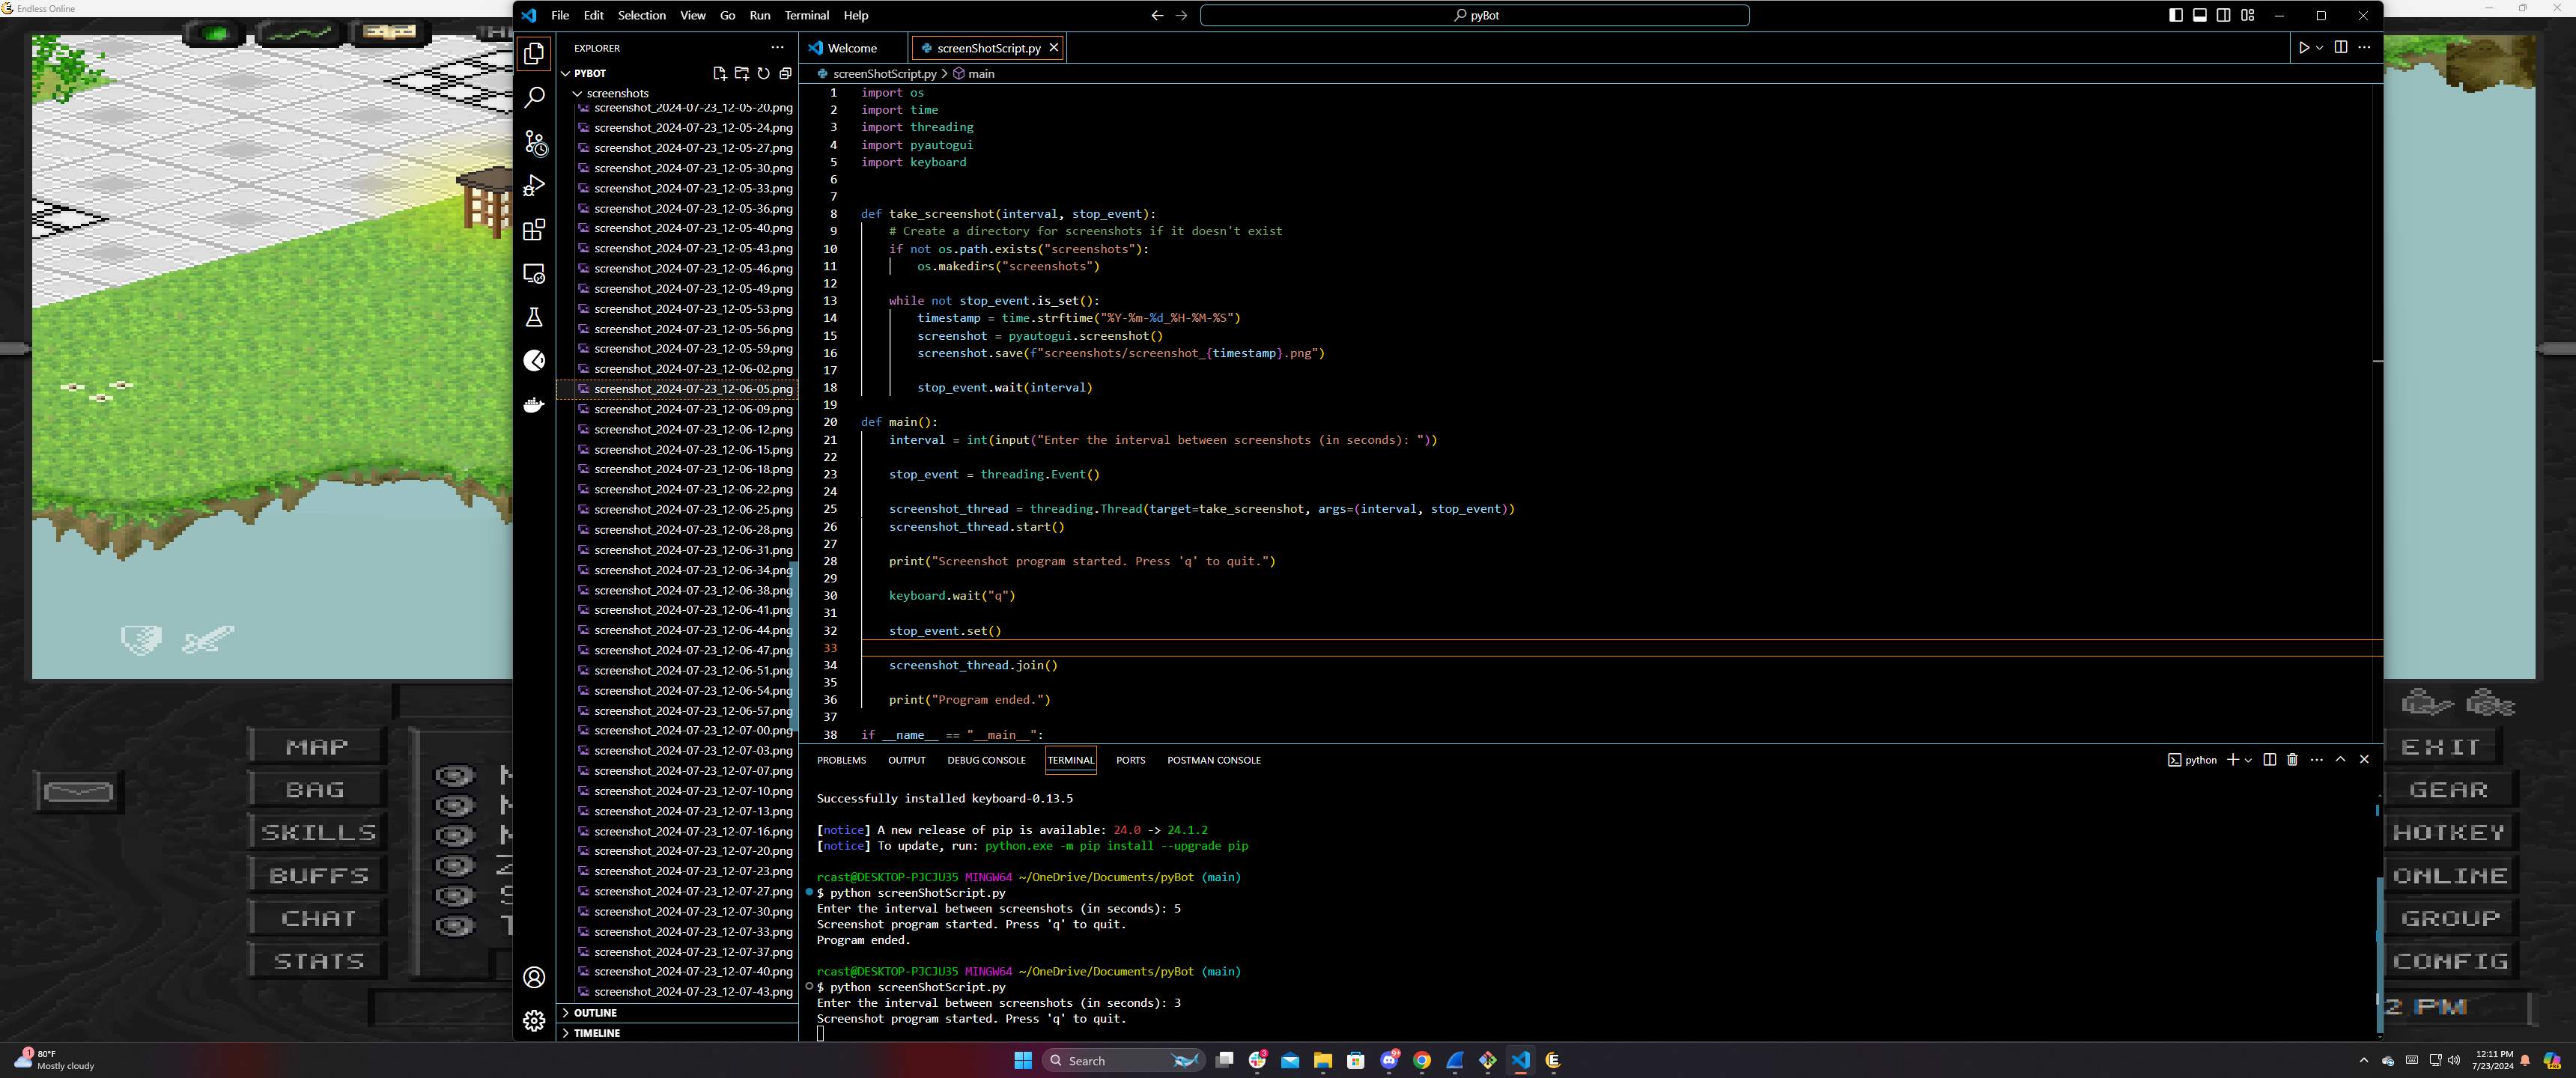 Endless Online
File Edit Selection View Go Run Terminal Help
pyBot
EXPLORER
PYBOT
screenshots
screenshot_2024-07-23_12-05-20.png
screenshot_2024-07-23_12-05-24.png
screenshot_2024-07-23_12-05-27.png
screenshot_2024-07-23_12-05-30.png
screenshot_2024-07-23_12-05-33.png
screenshot_2024-07-23_12-05-36.png
screenshot_2024-07-23_12-05-40.png
screenshot_2024-07-23_12-05-43.png
screenshot_2024-07-23_12-05-46.png
screenshot_2024-07-23_12-05-49.png
screenshot_2024-07-23_12-05-53.png
screenshot_2024-07-23_12-05-56.png
screenshot_2024-07-23_12-05-59.png
screenshot_2024-07-23_12-06-02.png
screenshot_2024-07-23_12-06-05.png
screenshot_2024-07-23_12-06-09.png
screenshot_2024-07-23_12-06-12.png
screenshot_2024-07-23_12-06-15.png
screenshot_2024-07-23_12-06-18.png
screenshot_2024-07-23_12-06-22.png
screenshot_2024-07-23_12-06-25.png
screenshot_2024-07-23_12-06-28.png
screenshot_2024-07-23_12-06-31.png
screenshot_2024-07-23_12-06-34.png
screenshot_2024-07-23_12-06-38.png
screenshot_2024-07-23_12-06-41.png
screenshot_2024-07-23_12-06-44.png
screenshot_2024-07-23_12-06-47.png
screenshot_2024-07-23_12-06-51.png
screenshot_2024-07-23_12-06-54.png
screenshot_2024-07-23_12-06-57.png
screenshot_2024-07-23_12-07-00.png
screenshot_2024-07-23_12-07-03.png
screenshot_2024-07-23_12-07-07.png
screenshot_2024-07-23_12-07-10.png
screenshot_2024-07-23_12-07-13.png
screenshot_2024-07-23_12-07-16.png
screenshot_2024-07-23_12-07-20.png
screenshot_2024-07-23_12-07-23.png
screenshot_2024-07-23_12-07-27.png
screenshot_2024-07-23_12-07-30.png
screenshot_2024-07-23_12-07-33.png
screenshot_2024-07-23_12-07-37.png
screenshot_2024-07-23_12-07-40.png
screenshot_2024-07-23_12-07-43.png
OUTLINE
TIMELINE
Welcome screenShotScript.py
screenShotScript.py > main
1 import os
2 import time
3 import threading
4 import pyautogui
5 import keyboard
6
7
8 def take_screenshot(interval, stop_event):
9 # Create a directory for screenshots if it doesn't exist
10 if not os.path.exists("screenshots"):
11 os.makedirs("screenshots")
12
13 while not stop_event.is_set():
14 timestamp = time.strftime("%Y-%m-%d_%H-%M-%S")
15 screenshot = pyautogui.screenshot()
16 screenshot.save(f"screenshots/screenshot_{timestamp}.png")
17
18 stop_event.wait(interval)
19
20 def main():
21 interval = int(input("Enter the interval between screenshots (in seconds): "))
22
23 stop_event = threading.Event()
24
25 screenshot_thread = threading.Thread(target=take_screenshot, args=(interval, stop_event))
26 screenshot_thread.start()
27
28 print("Screenshot program started. Press 'q' to quit.")
29
30 keyboard.wait("q")
31
32 stop_event.set()
33
34 screenshot_thread.join()
35
36 print("Program ended.")
37
38 if __name__ == "__main__":
PROBLEMS OUTPUT DEBUG CONSOLE TERMINAL PORTS POSTMAN CONSOLE
python
Successfully installed keyboard-0.13.5
[notice] A new release of pip is available: 24.0 -> 24.1.2
[notice] To update, run: python.exe -m pip install --upgrade pip
rcast@DESKTOP-PJCJU35 MINGW64 ~/OneDrive/Documents/pyBot (main)
$ python screenShotScript.py
Enter the interval between screenshots (in seconds): 5
Screenshot program started. Press 'q' to quit.
Program ended.
rcast@DESKTOP-PJCJU35 MINGW64 ~/OneDrive/Documents/pyBot (main)
$ python screenShotScript.py
Enter the interval between screenshots (in seconds): 3
Screenshot program started. Press 'q' to quit.
MAP
BAG
SKILLS
BUFFS
CHAT
STATS
EXIT
GEAR
HOTKEY
ONLINE
GROUP
CONFIG
2 PM
1
80°F
Mostly cloudy
Search
3
9+
12:11 PM
7/23/2024